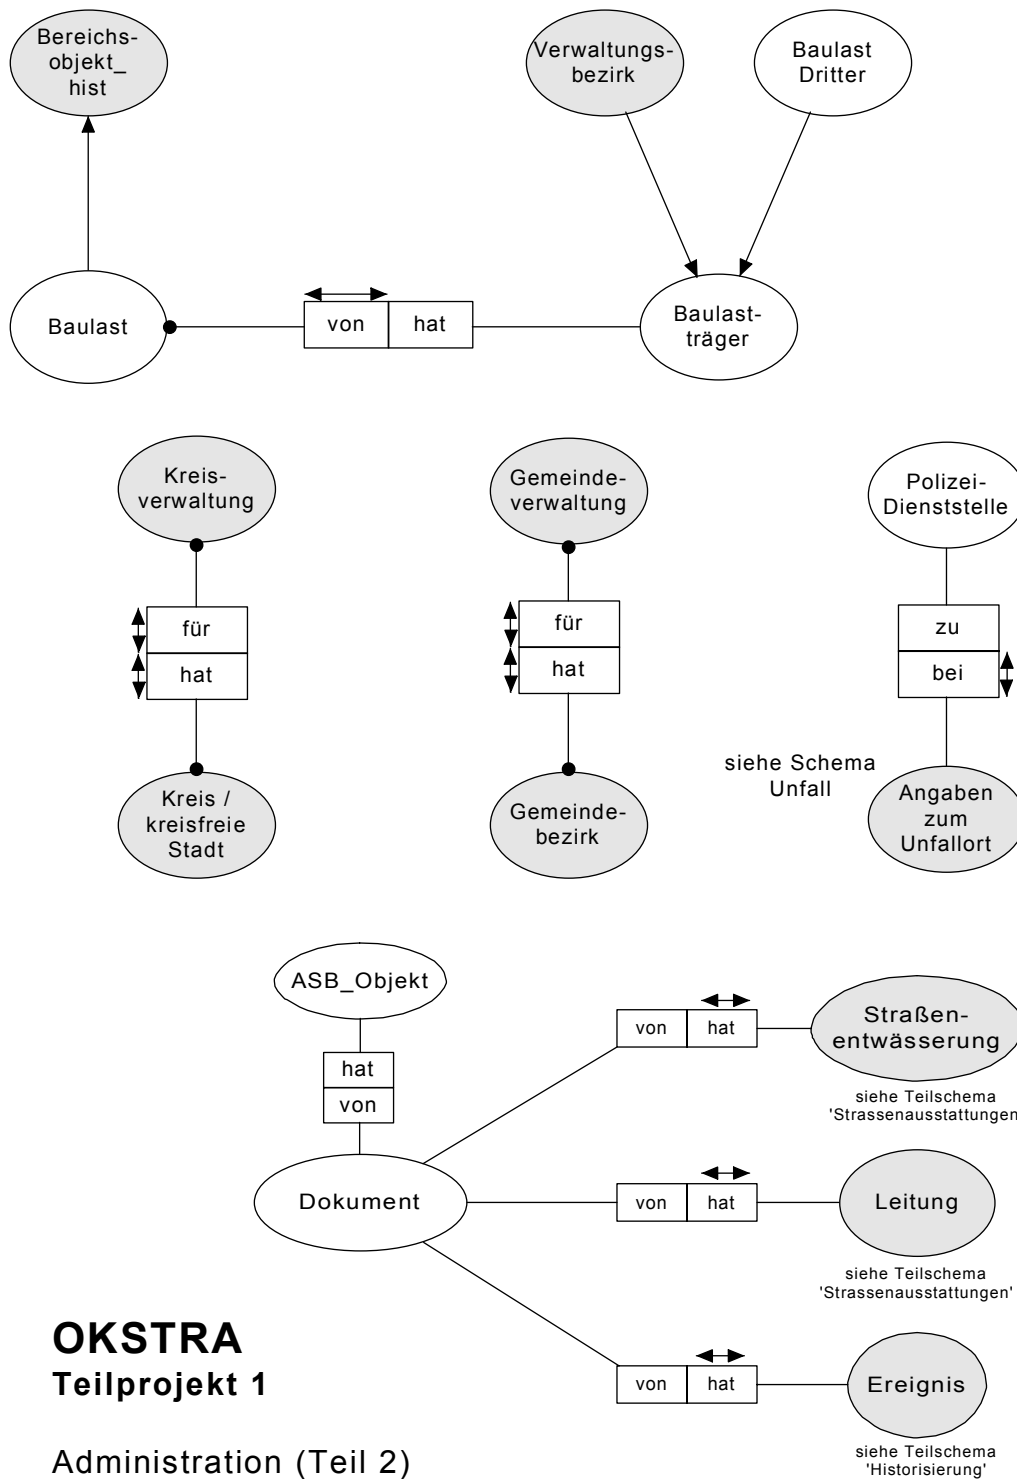 Bereichs-
objekt_
hist
Verwaltungs-
bezirk
Baulast
Dritter
Baulast
von
hat
Baulast-
träger
Kreis-
verwaltung
Gemeinde-
verwaltung
Polizei-
Dienststelle
für
hat
für
hat
zu
bei
siehe Schema
Unfall
Kreis /
kreisfreie
Stadt
Gemeinde-
bezirk
Angaben
zum
Unfallort
ASB_Objekt
hat
von
Dokument
von
hat
Straßen-
entwässerung
siehe Teilschema
'Strassenausstattungen
von
hat
Leitung
siehe Teilschema
'Strassenausstattungen'
von
hat
Ereignis
siehe Teilschema
'Historisierung'
OKSTRA
Teilprojekt 1
Administration (Teil 2)